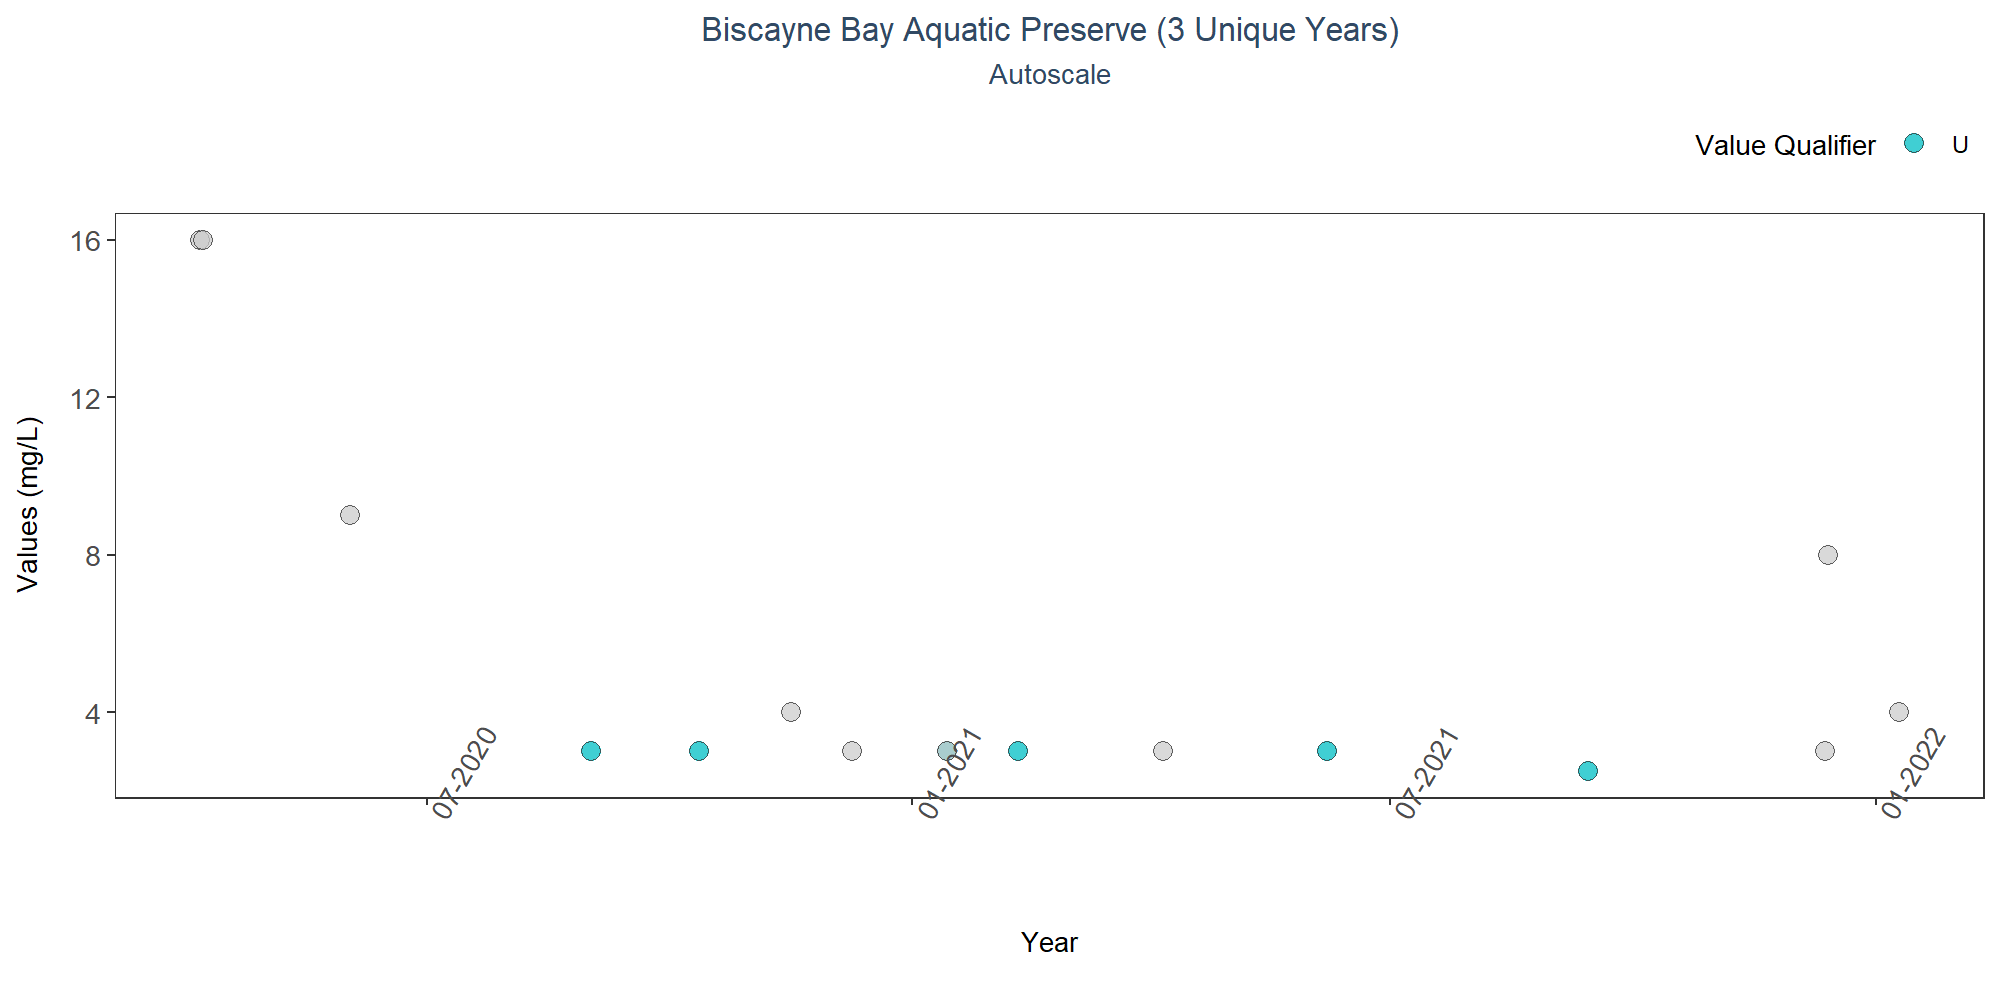 Biscayne Bay Aquatic Preserve (3 Unique Years)
Autoscale
Value Qualifier U
16
12
8
4
Values (mg/L)
07-2020
01-2021
07-2021
01-2022
Year